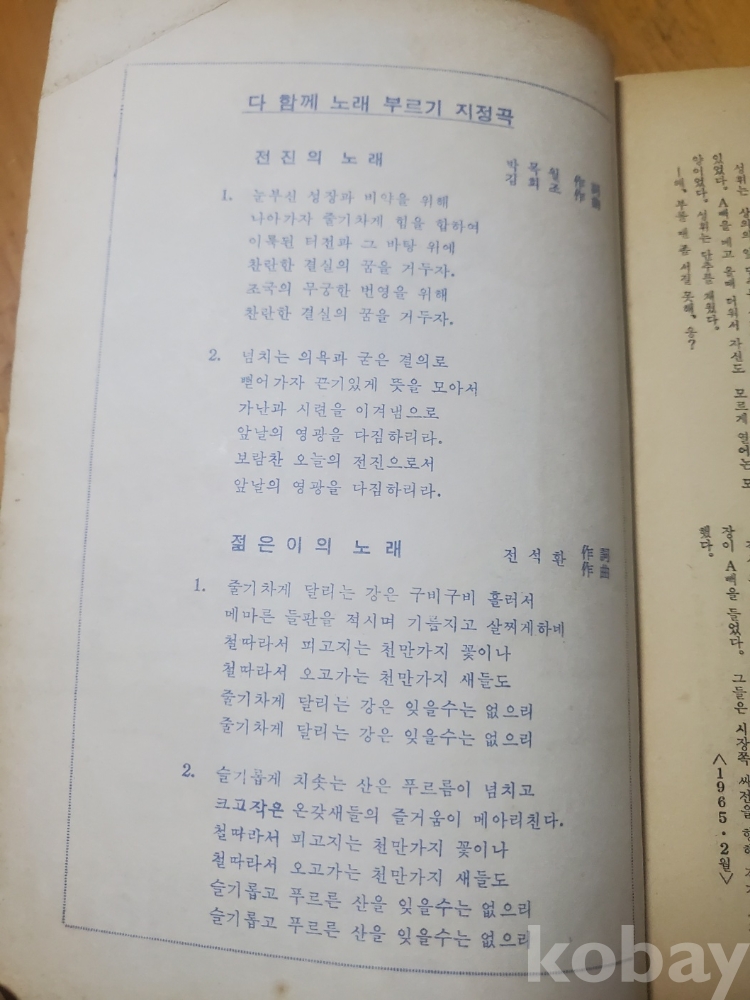 다 함께 노래 부르기 지정곡
전진의 노래
박목월 作詞
김희조 作曲
1. 눈부신 성장과 비약을 위해
나아가자 줄기차게 힘을 합하여
이룩된 터전과 그 바탕 위에
찬란한 결실의 꿈을 거두자.
조국의 무궁한 번영을 위해
찬란한 결실의 꿈을 거두자.
2. 넘치는 의욕과 굳은 결의로
뻗어가자 끈기있게 뜻을 모아서
가난과 시련을 이겨냄으로
앞날의 영광을 다짐하리라.
보람찬 오늘의 전진으로서
앞날의 영광을 다짐하리라.
젊은이의 노래
전석환 作詞
作曲
1. 줄기차게 달리는 강은 구비구비 흘러서
메마른 들판을 적시며 기름지고 살찌게하네
철따라서 피고지는 천만가지 꽃이나
철따라서 오고가는 천만가지 새들도
줄기차게 달리는 강은 잊을수는 없으리
줄기차게 달리는 강은 잊을수는 없으리
2. 슬기롭게 치솟는 산은 푸르름이 넘치고
크고작은 온갖새들의 즐거움이 메아리친다.
철따라서 피고지는 천만가지 꽃이나
철따라서 오고가는 천만가지 새들도
슬기롭고 푸르른 산을 잊을수는 없으리
슬기롭고 푸르른 산을 잊을수는 없으리
있었다. A백을 메고 올 때 더워서 자신도 모르게 열어는
앞이었다. 성위는 단추를 채웠다.
장이 A백을 들었다. 그들은 시장쪽 싸전을 향해
했다.
<1965·2월>
kobay